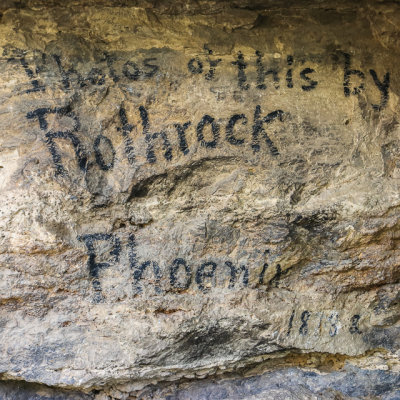 Photos of this by
Rothrock
Phoenix